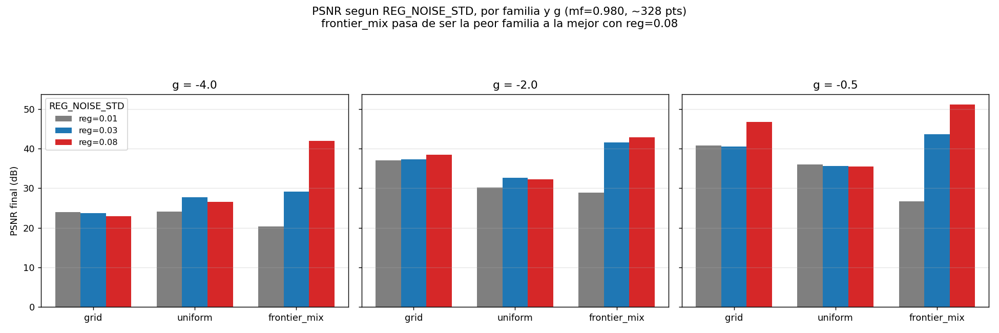 PSNR segun REG_NOISE_STD, por familia y g (mf=0.980, ~328 pts)
frontier_mix pasa de ser la peor familia a la mejor con reg=0.08
g = -4.0
g = -2.0
g = -0.5
REG_NOISE_STD
reg=0.01
reg=0.03
reg=0.08
PSNR final (dB)
50
40
30
20
10
0
grid
uniform
frontier_mix
grid
uniform
frontier_mix
grid
uniform
frontier_mix